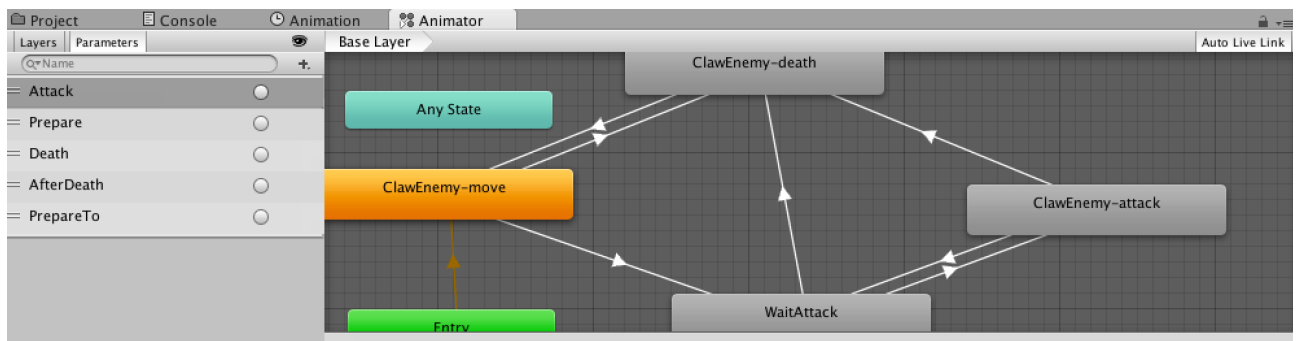 Project Console Animation Animator
Layers Parameters Base Layer Auto Live Link
Name
Attack
Prepare
Death
AfterDeath
PrepareTo
ClawEnemy-death
Any State
ClawEnemy-move
ClawEnemy-attack
WaitAttack
Entry